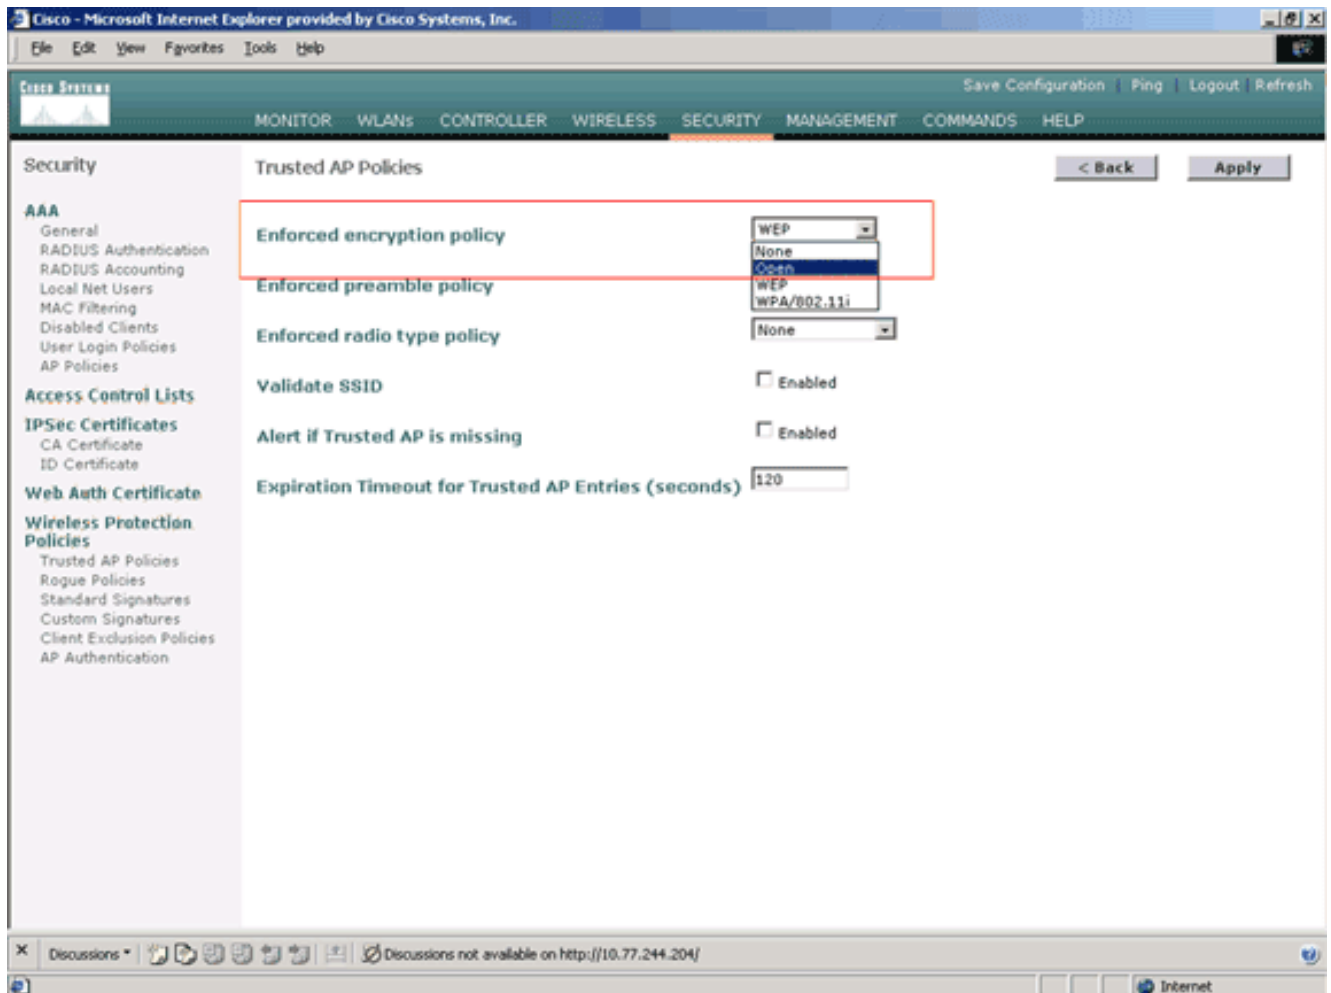 Cisco - Microsoft Internet Explorer provided by Cisco Systems, Inc.
File Edit View Favorites Tools Help
CISCO SYSTEMS
Save Configuration | Ping | Logout | Refresh
MONITOR WLANs CONTROLLER WIRELESS SECURITY MANAGEMENT COMMANDS HELP
Security
AAA
General
RADIUS Authentication
RADIUS Accounting
Local Net Users
MAC Filtering
Disabled Clients
User Login Policies
AP Policies
Access Control Lists
IPSec Certificates
CA Certificate
ID Certificate
Web Auth Certificate
Wireless Protection
Policies
Trusted AP Policies
Rogue Policies
Standard Signatures
Custom Signatures
Client Exclusion Policies
AP Authentication
Trusted AP Policies
< Back
Apply
Enforced encryption policy
WEP
None
Open
WEP
WPA/802.11i
Enforced preamble policy
Enforced radio type policy
None
Validate SSID
Enabled
Alert if Trusted AP is missing
Enabled
Expiration Timeout for Trusted AP Entries (seconds)
120
Discussions
Discussions not available on http://10.77.244.204/
Internet